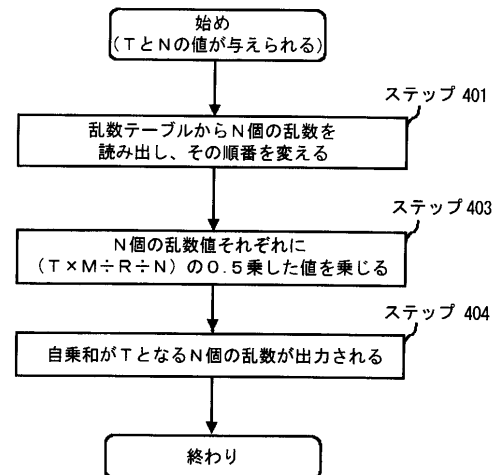 始め
(TとNの値が与えられる)
ステップ 401
乱数テーブルからN個の乱数を
読み出し、その順番を変える
ステップ 403
N個の乱数値それぞれに
(T×M÷R÷N)の0.5乗した値を乗じる
ステップ 404
自乗和がTとなるN個の乱数が出力される
終わり